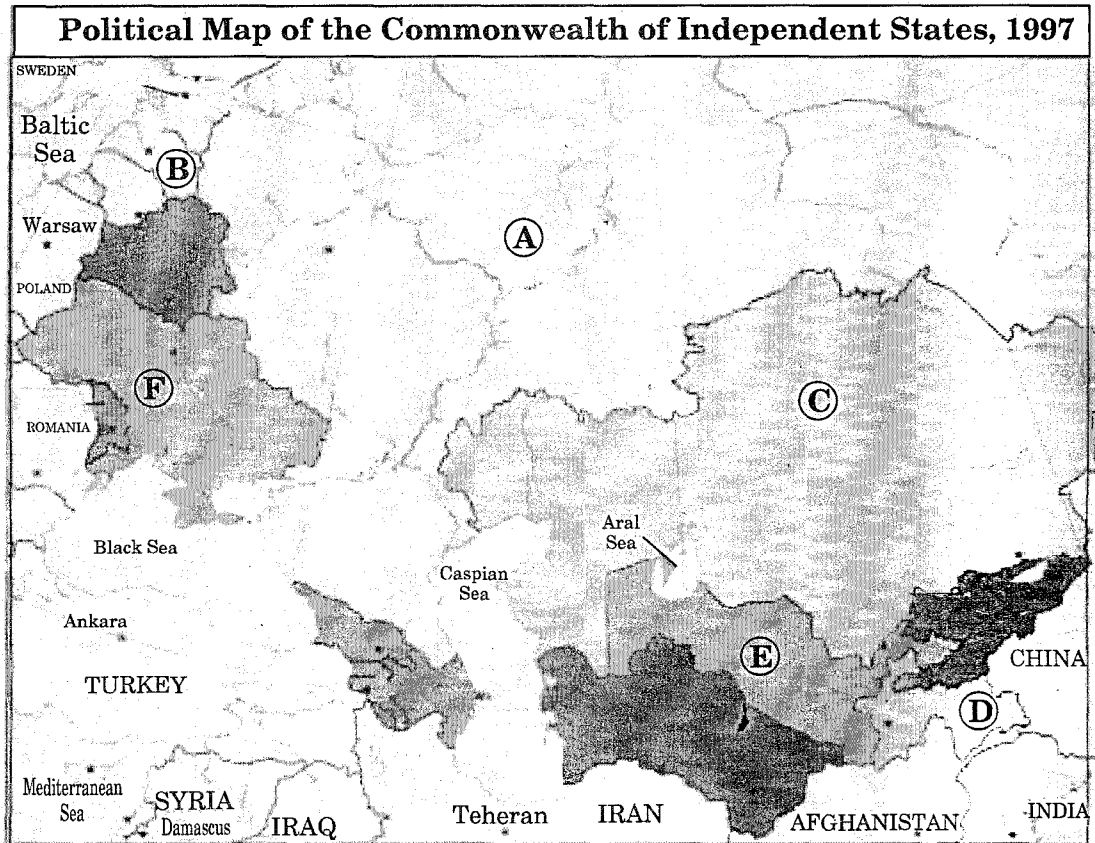 Political Map of the Commonwealth of Independent States, 1997
SWEDEN
Baltic
Sea
B
Warsaw
A
POLAND
F
C
ROMANIA
Aral
Sea
Black Sea
Caspian
Sea
Ankara
E
CHINA
TURKEY
D
Mediterranean
Sea
SYRIA
Damascus
IRAQ
Teheran
IRAN
AFGHANISTAN
INDIA